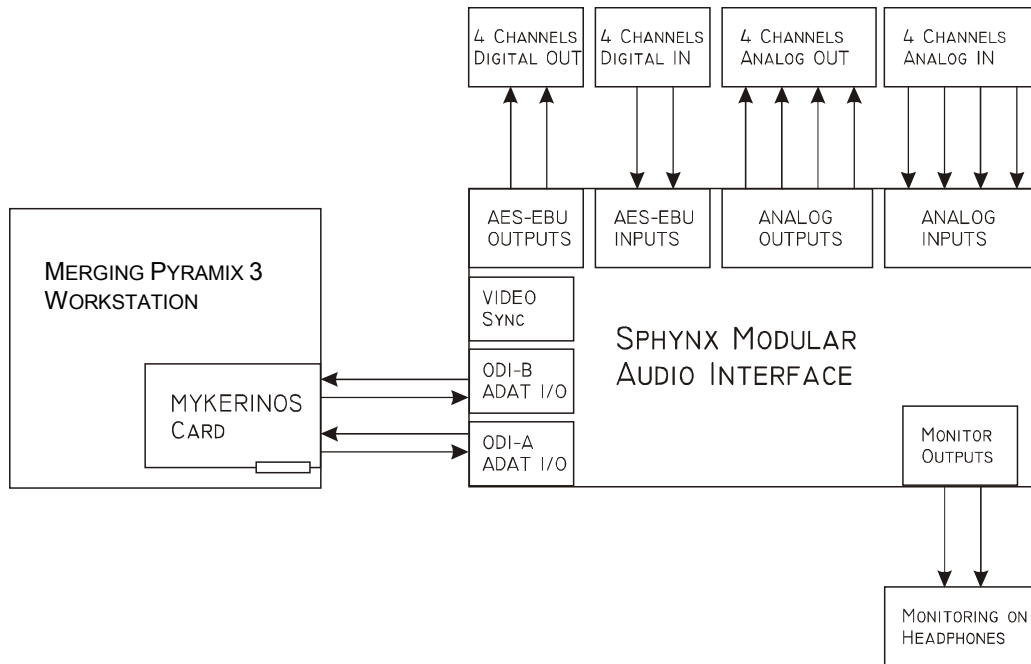 4 CHANNELS
DIGITAL OUT
4 CHANNELS
DIGITAL IN
4 CHANNELS
ANALOG OUT
4 CHANNELS
ANALOG IN
AES-EBU
OUTPUTS
AES-EBU
INPUTS
ANALOG
OUTPUTS
ANALOG
INPUTS
MERGING PYRAMIX 3
WORKSTATION
VIDEO
SYNC
SPHYNX MODULAR
AUDIO INTERFACE
ODI-B
ADAT I/O
MYKERINOS
CARD
ODI-A
ADAT I/O
MONITOR
OUTPUTS
MONITORING ON
HEADPHONES